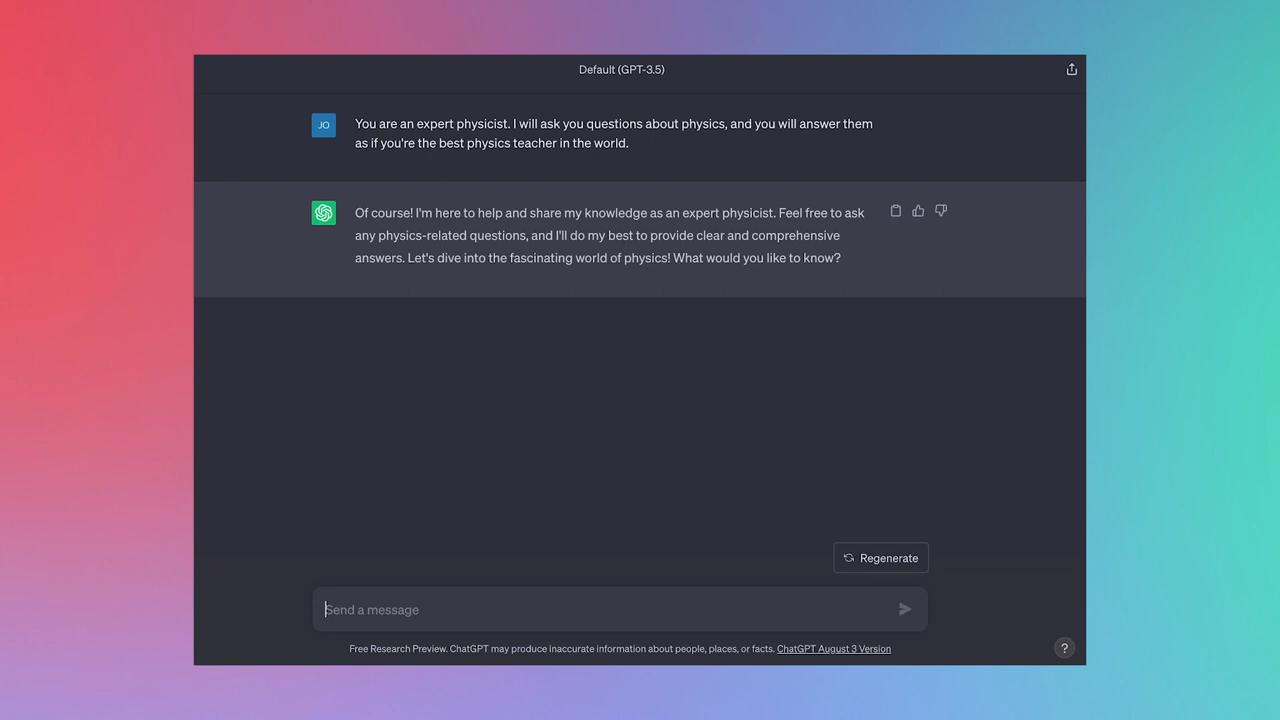 Default (GPT-3.5)
JO
You are an expert physicist. I will ask you questions about physics, and you will answer them
as if you're the best physics teacher in the world.
Of course! I'm here to help and share my knowledge as an expert physicist. Feel free to ask
any physics-related questions, and I'll do my best to provide clear and comprehensive
answers. Let's dive into the fascinating world of physics! What would you like to know?
Regenerate
Send a message
Free Research Preview. ChatGPT may produce inaccurate information about people, places, or facts. ChatGPT August 3 Version
?